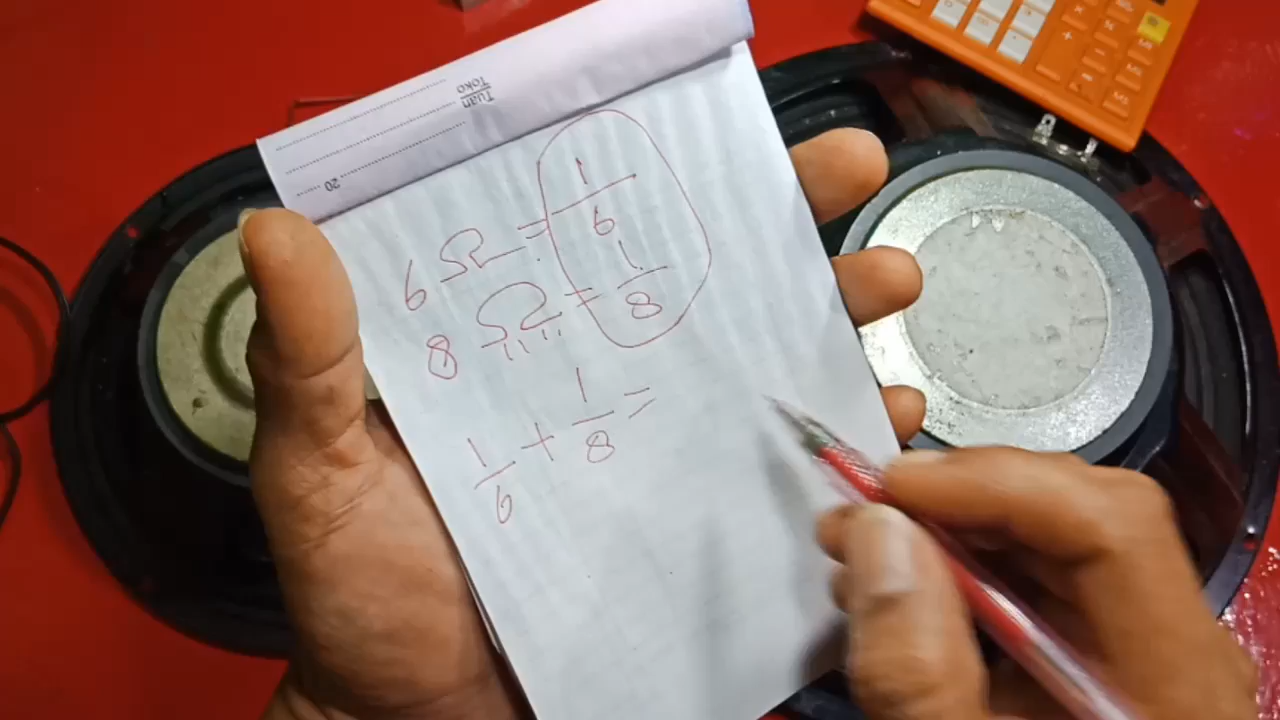 Tuan
Toko
20
6 Ω = 1/6
8 Ω = 1/8
1/6 + 1/8 =